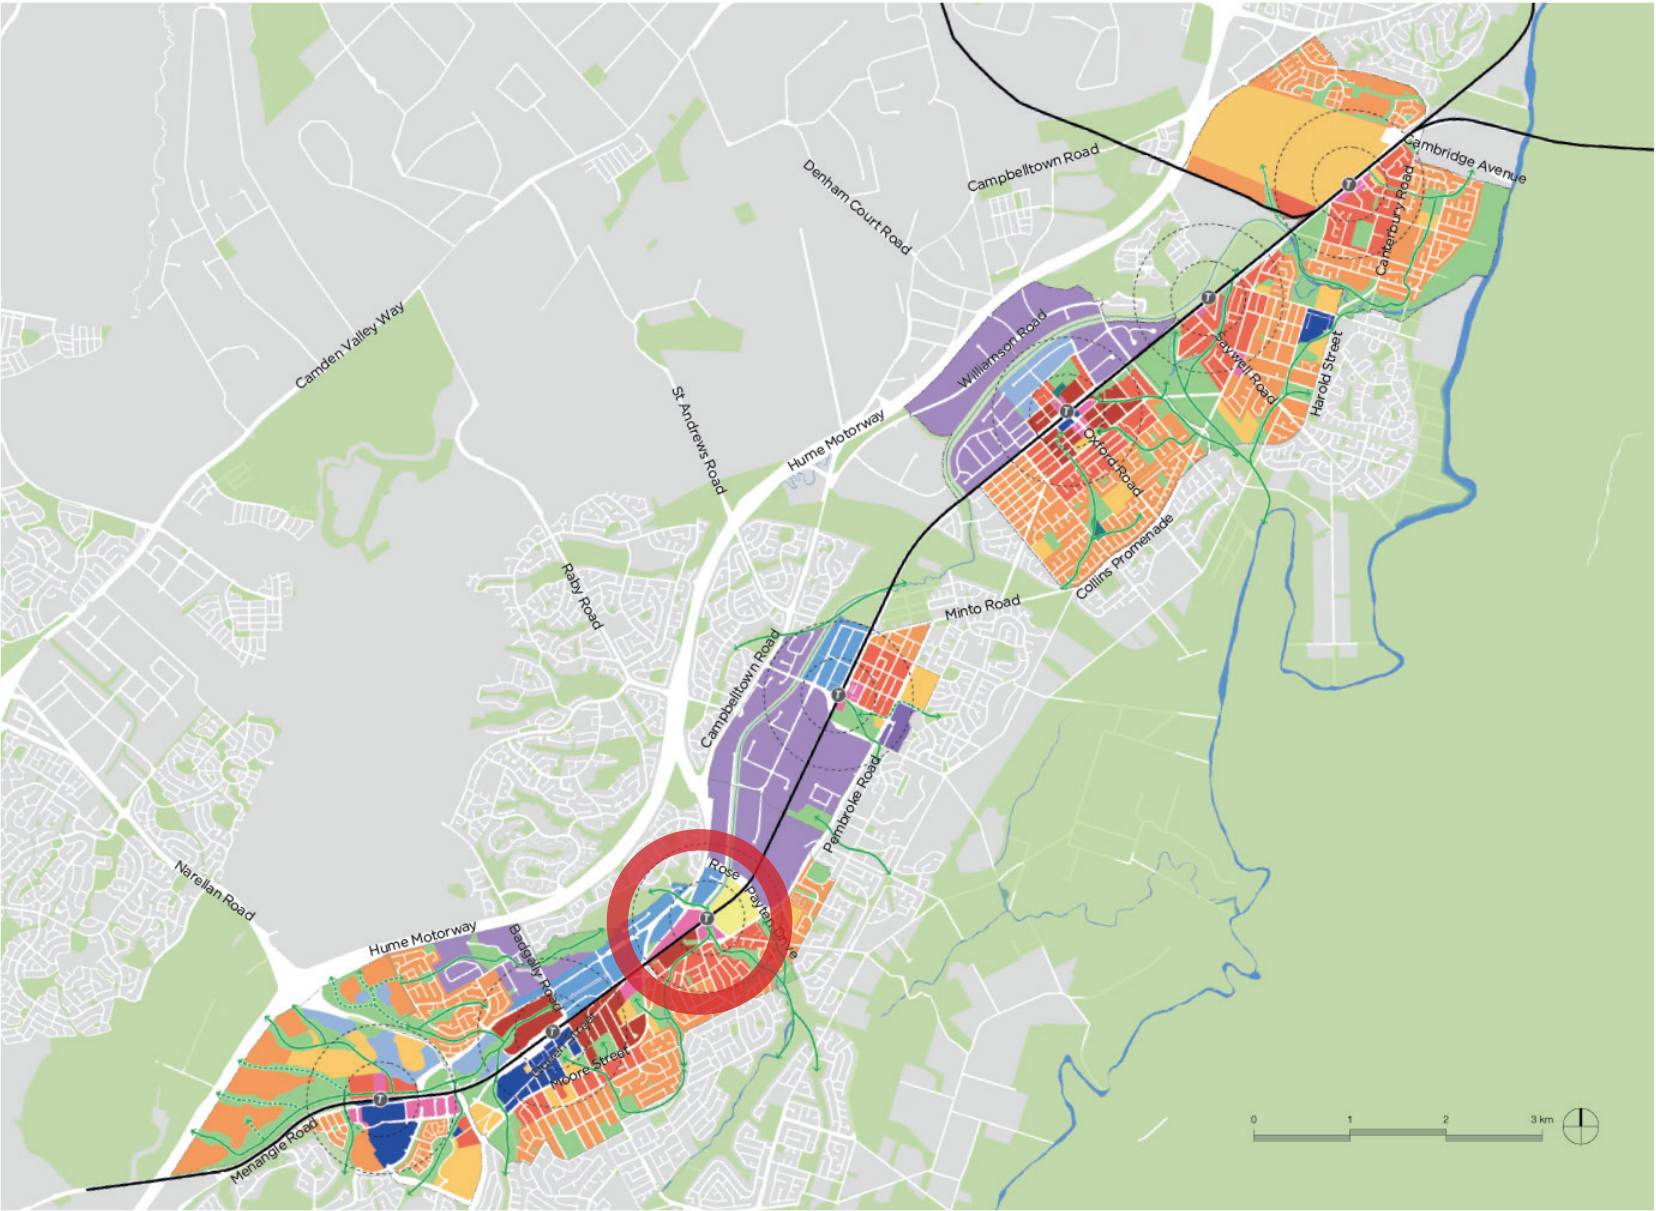 Cambridge Avenue
Campbelltown Road
Denham Court Road
Canterbury Road
Camden Valley Way
Williamson Road
Saywell Road
Harold Street
St Andrews Road
Hume Motorway
Oxford Road
Collins Promenade
Raby Road
Minto Road
Campbelltown Road
Pembroke Road
Narellan Road
Rose Payten Drive
Hume Motorway
Badgally Road
Queen Street
Moore Street
Menangle Road
T
T
T
T
T
T
T
0 1 2 3 km